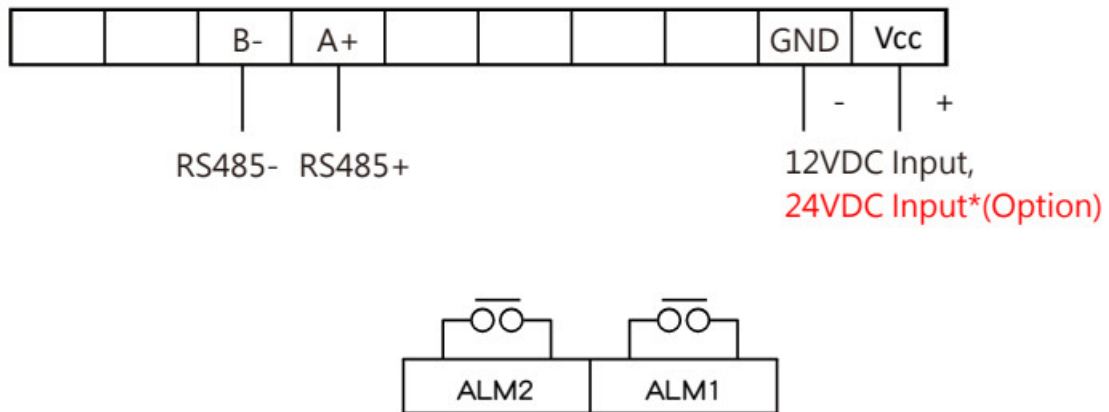 B- A+ GND Vcc
- +
RS485- RS485+ 12VDC Input,
24VDC Input*(Option)
ALM2 ALM1